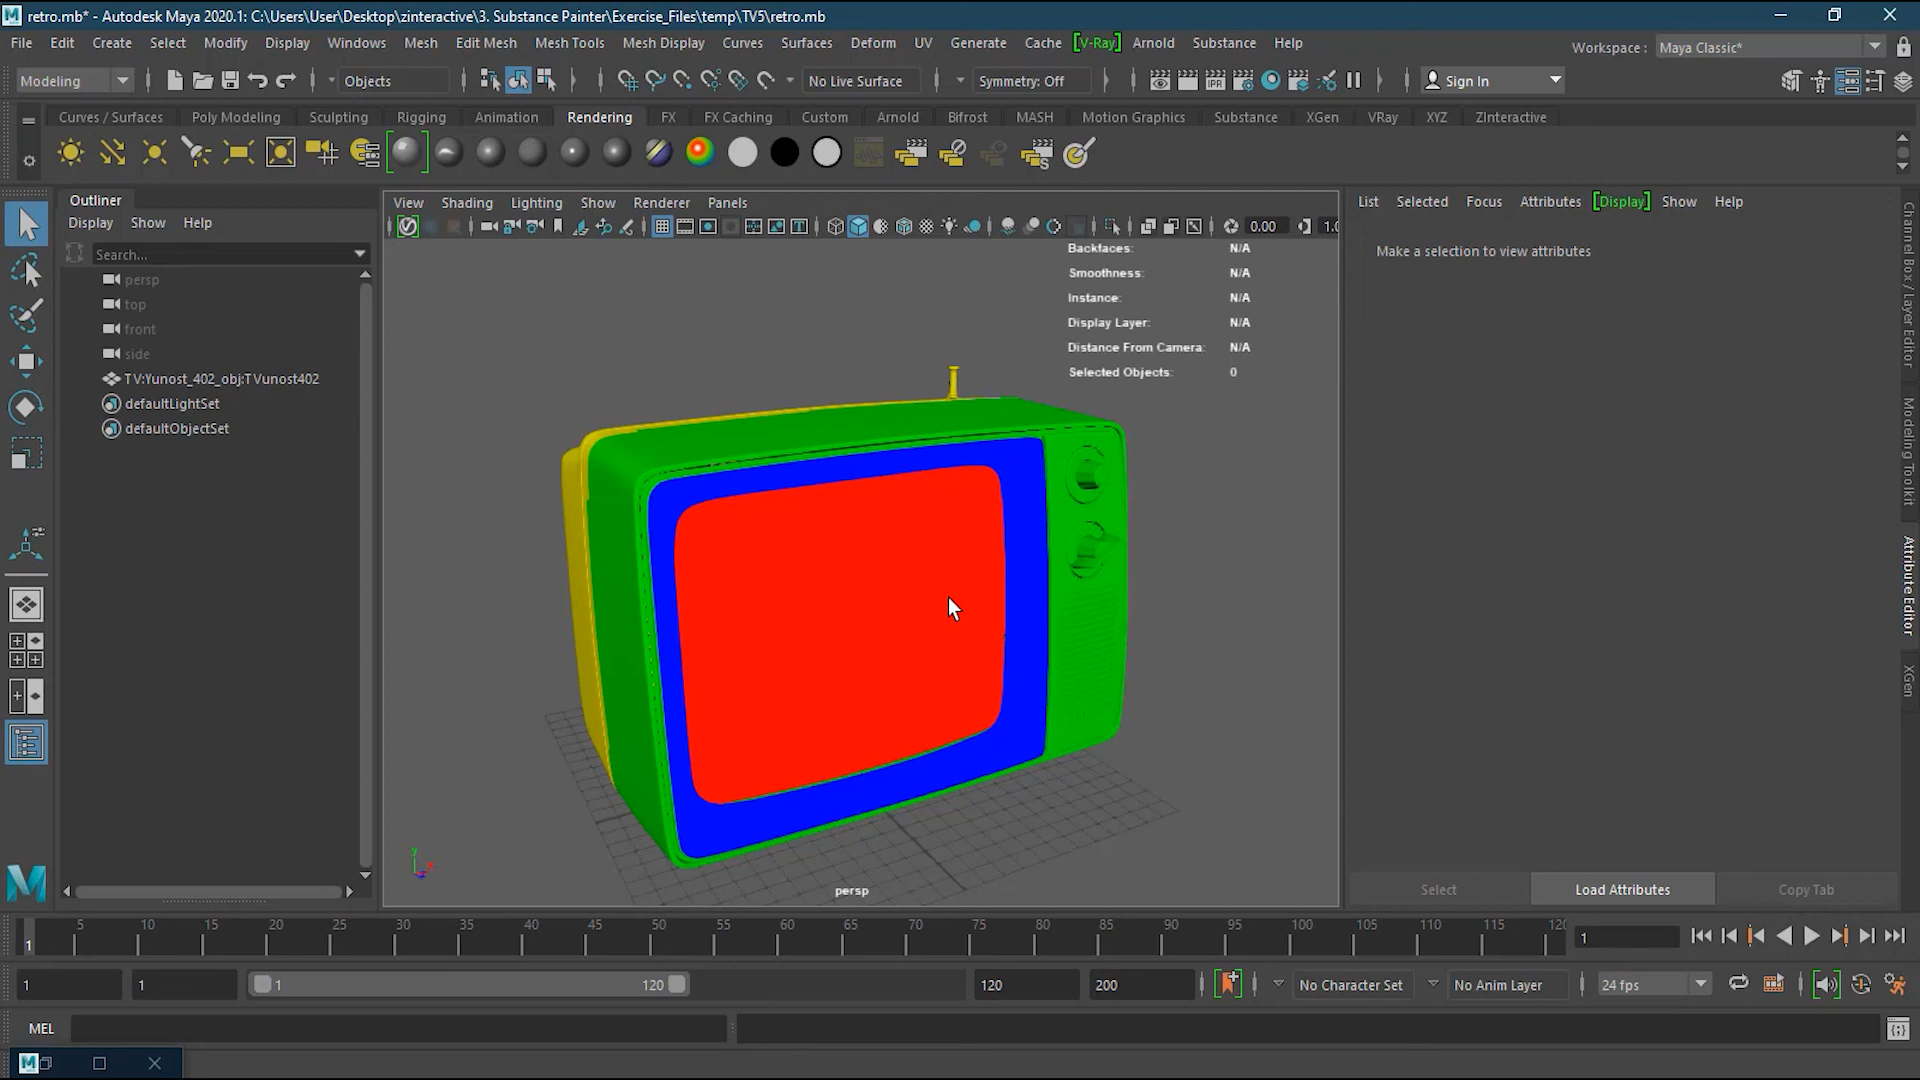 retro.mb* - Autodesk Maya 2020.1: C:\Users\User\Desktop\zinteractive\3. Substance Painter\Exercise_Files\temp\TV5\retro.mb
File Edit Create Select Modify Display Windows Mesh Edit Mesh Mesh Tools Mesh Display Curves Surfaces Deform UV Generate Cache [V-Ray] Arnold Substance Help
Workspace : Maya Classic*
Modeling Objects No Live Surface Symmetry: Off Sign In
Curves / Surfaces Poly Modeling Sculpting Rigging Animation Rendering FX FX Caching Custom Arnold Bifrost MASH Motion Graphics Substance XGen VRay XYZ ZInteractive
Outliner
Display Show Help
Search...
persp
top
front
side
TV:Yunost_402_obj:TVunost402
defaultLightSet
defaultObjectSet
View Shading Lighting Show Renderer Panels
0.00 1.0
Backfaces: N/A
Smoothness: N/A
Instance: N/A
Display Layer: N/A
Distance From Camera: N/A
Selected Objects: 0
persp
List Selected Focus Attributes [Display] Show Help
Make a selection to view attributes
Select Load Attributes Copy Tab
Channel Box / Layer Editor
Modeling Toolkit
Attribute Editor
XGen
1 5 10 15 20 25 30 35 40 45 50 55 60 65 70 75 80 85 90 95 100 105 110 115 120
1
1 1 1 120 120 200 No Character Set No Anim Layer 24 fps
MEL